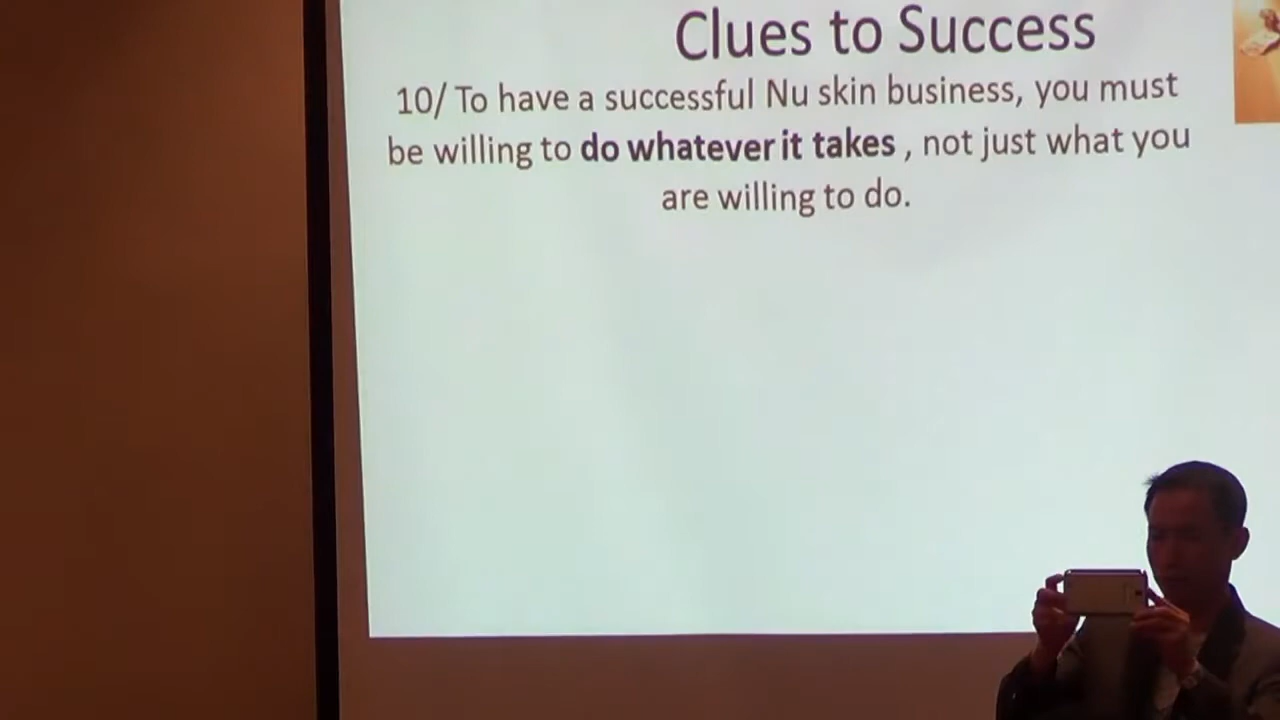 Clues to Success
10/ To have a successful Nu skin business, you must
be willing to do whatever it takes , not just what you
are willing to do.